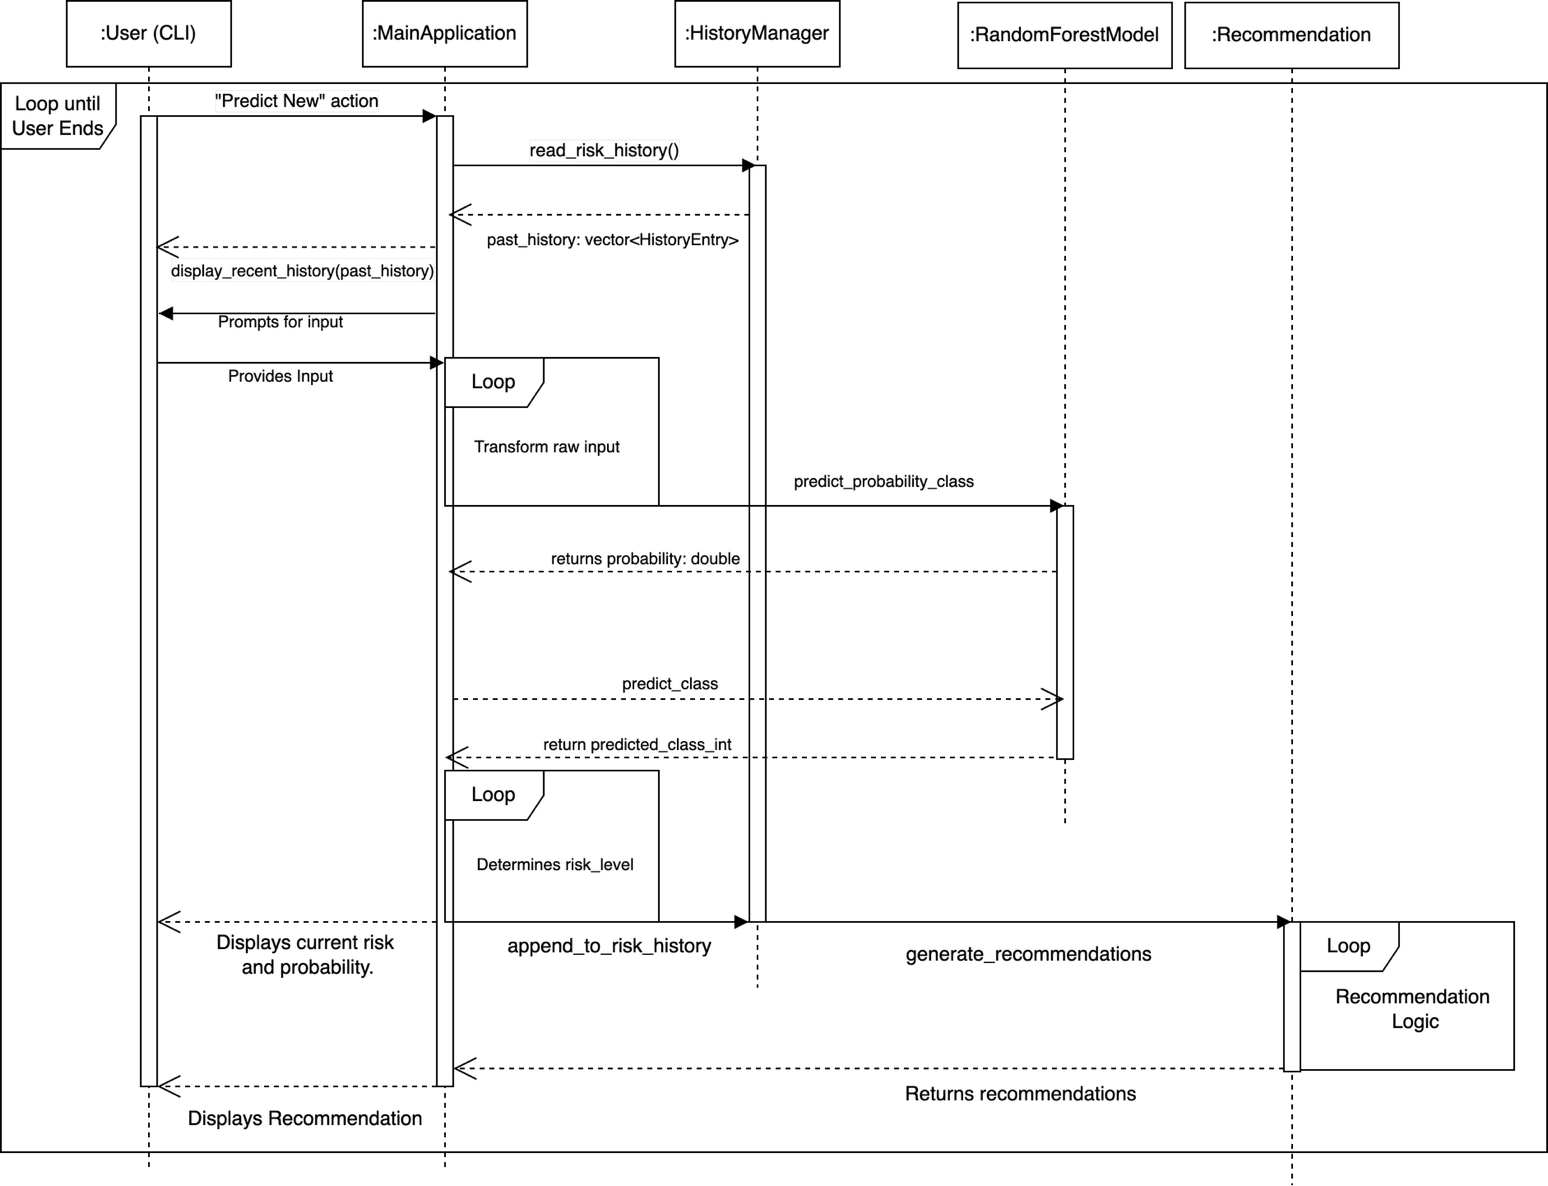 :User (CLI)
:MainApplication
:HistoryManager
:RandomForestModel
:Recommendation
Loop until
User Ends
"Predict New" action
read_risk_history()
past_history: vector<HistoryEntry>
display_recent_history(past_history)
Prompts for input
Provides Input
Loop
Transform raw input
predict_probability_class
returns probability: double
predict_class
return predicted_class_int
Loop
Determines risk_level
Displays current risk
and probability.
append_to_risk_history
generate_recommendations
Loop
Recommendation
Logic
Returns recommendations
Displays Recommendation